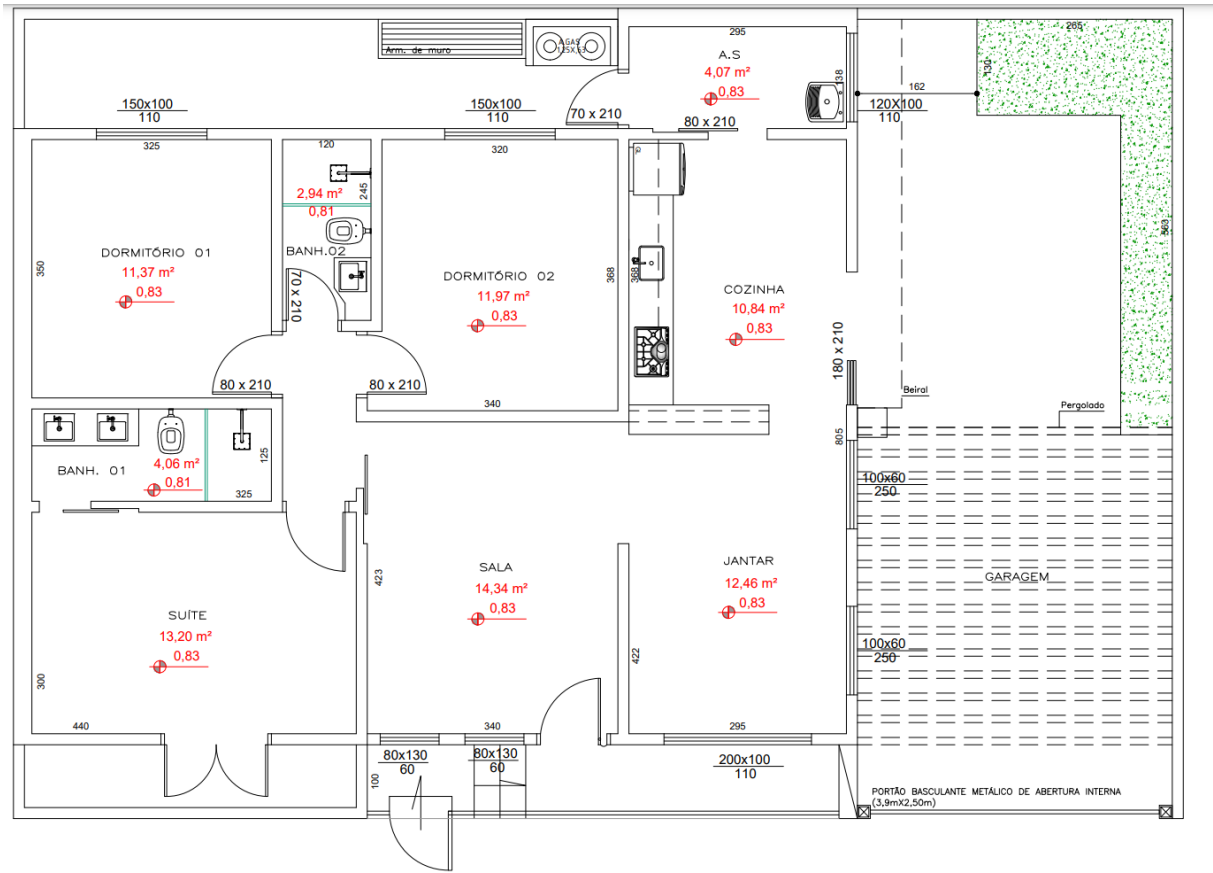 265
295
A.GAS
125X,63
Arm. de muro
A.S
4,07 m²
0,83
138
130
162
150x100
110
150x100
110
70 x 210
80 x 210
120X100
110
325
120
320
GL
2,94 m²
0,81
245
BANH.02
563
DORMITÓRIO 01
11,37 m²
0,83
350
DORMITÓRIO 02
11,97 m²
0,83
368
368
COZINHA
10,84 m²
0,83
70 x 210
180 x 210
80 x 210
80 x 210
340
Beiral
Pergolado
805
BANH. 01
4,06 m²
0,81
125
325
100x60
250
SALA
14,34 m²
0,83
423
JANTAR
12,46 m²
0,83
422
GARAGEM
SUÍTE
13,20 m²
0,83
300
100x60
250
440
340
295
80x130
60
80x130
60
200x100
110
100
PORTÃO BASCULANTE METÁLICO DE ABERTURA INTERNA
(3,9mX2,50m)